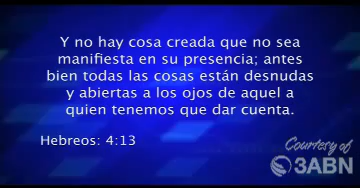 Y no hay cosa creada que no sea
manifiesta en su presencia; antes
bien todas las cosas están desnudas
y abiertas a los ojos de aquel a
quien tenemos que dar cuenta.
Hebreos: 4:13
Courtesy of
3ABN